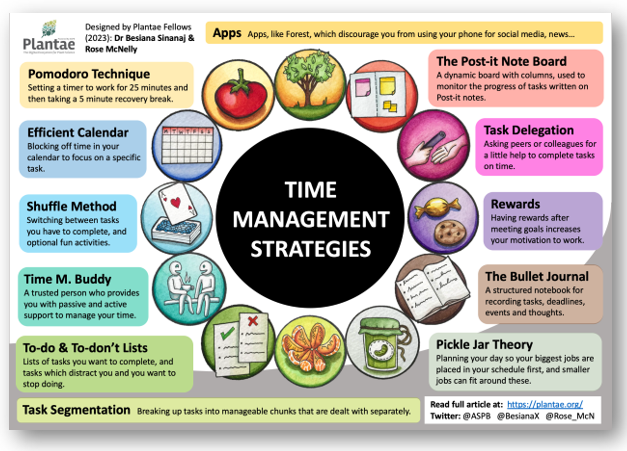 Plantae
Designed by Plantae Fellows
(2023): Dr Besiana Sinanaj &
Rose McNelly
Apps Apps, like Forest, which discourage you from using your phone for social media, news…
Pomodoro Technique
Setting a timer to work for 25 minutes and
then taking a 5 minute recovery break.
The Post-it Note Board
A dynamic board with columns, used to
monitor the progress of tasks written on
Post-it notes.
Efficient Calendar
Blocking off time in your
calendar to focus on a specific
task.
Task Delegation
Asking peers or colleagues for
a little help to complete tasks
on time.
TIME
MANAGEMENT
STRATEGIES
Shuffle Method
Switching between tasks
you have to complete, and
optional fun activities.
Rewards
Having rewards after
meeting goals increases
your motivation to work.
Time M. Buddy
A trusted person who provides
you with passive and active
support to manage your time.
The Bullet Journal
A structured notebook for
recording tasks, deadlines,
events and thoughts.
To-do & To-don’t Lists
Lists of tasks you want to complete, and
tasks which distract you and you want to
stop doing.
Pickle Jar Theory
Planning your day so your biggest jobs are
placed in your schedule first, and smaller
jobs can fit around these.
Task Segmentation Breaking up tasks into manageable chunks that are dealt with separately.
Read full article at: https://plantae.org/
Twitter: @ASPB @BesianaX @Rose_McN